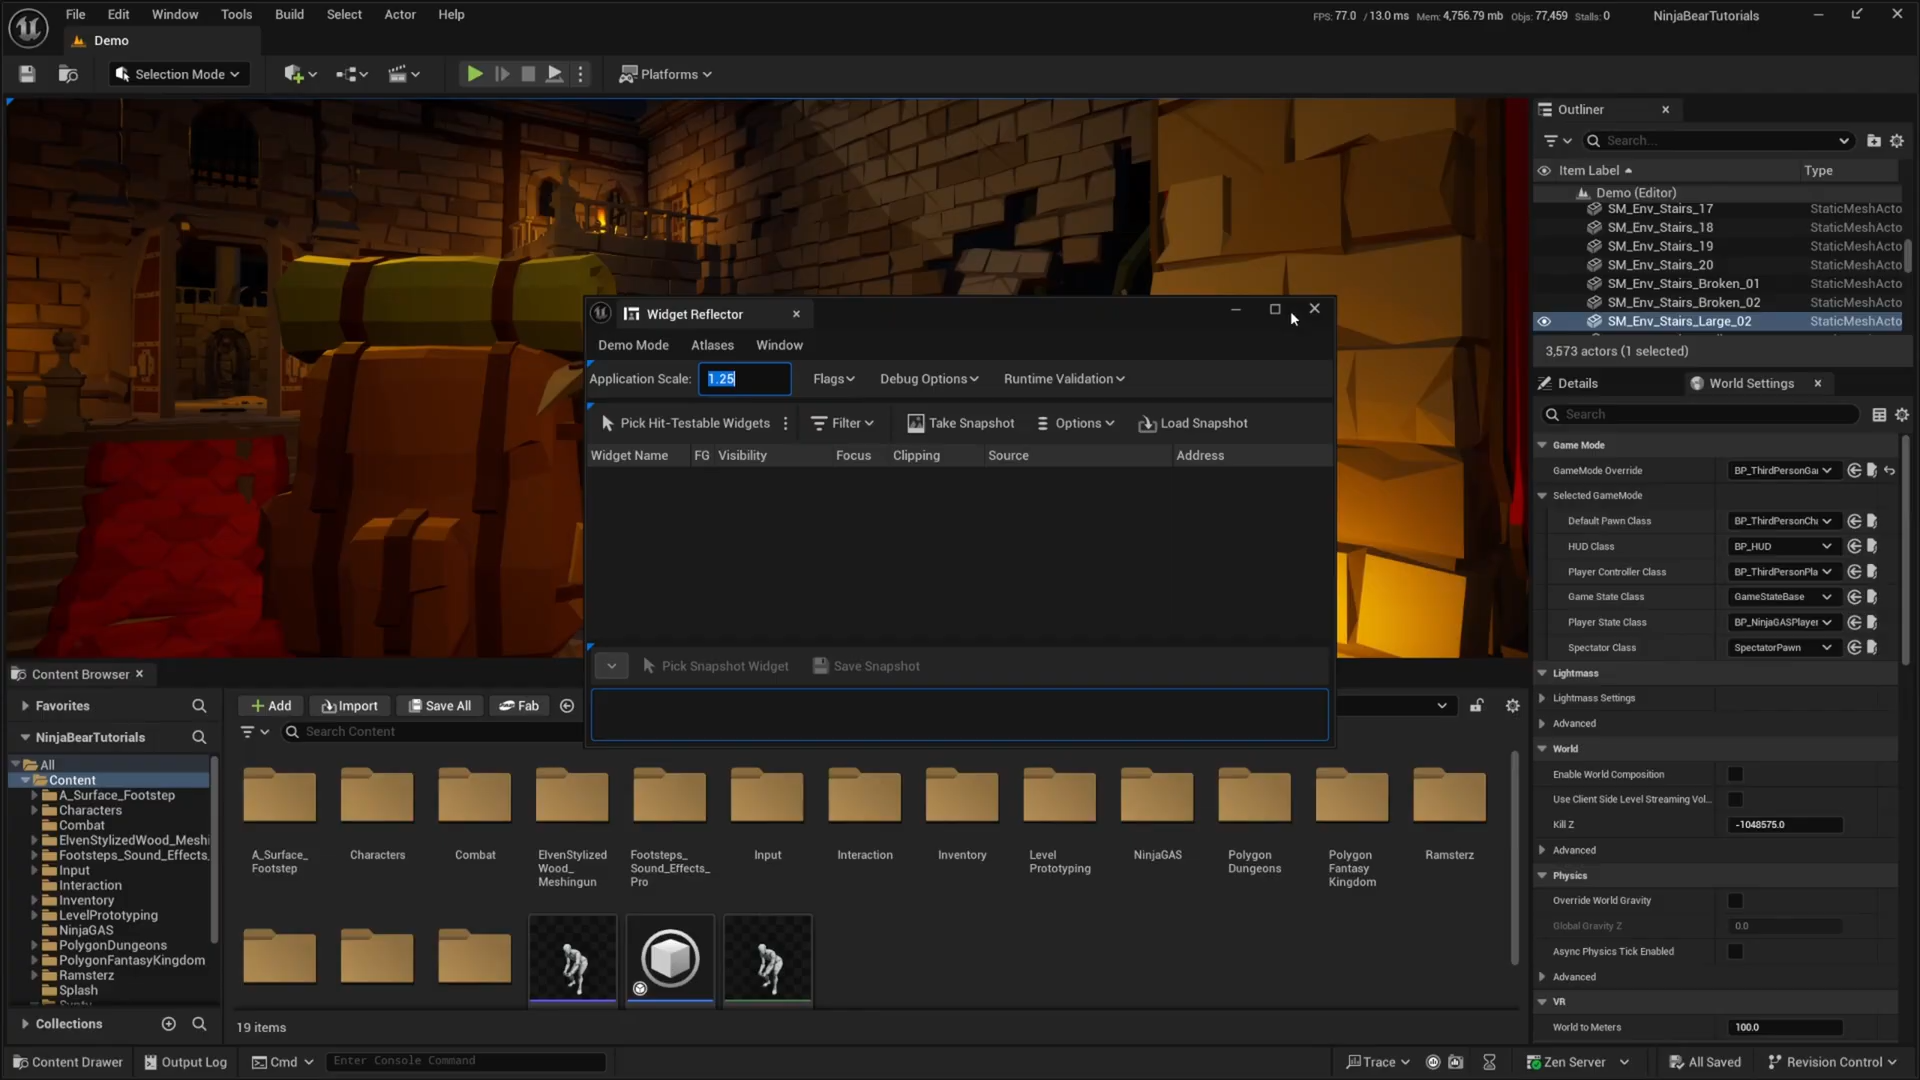 File Edit Window Tools Build Select Actor Help
FPS: 77.0 / 13.0 ms Mem: 4,756.79 mb Objs: 77,459 Stalls: 0 NinjaBearTutorials
Demo
Selection Mode Platforms
Outliner
Search...
Item Label Type
Demo (Editor)
SM_Env_Stairs_17 StaticMeshActo
SM_Env_Stairs_18 StaticMeshActo
SM_Env_Stairs_19 StaticMeshActo
SM_Env_Stairs_20 StaticMeshActo
SM_Env_Stairs_Broken_01 StaticMeshActo
SM_Env_Stairs_Broken_02 StaticMeshActo
SM_Env_Stairs_Large_02 StaticMeshActo
3,573 actors (1 selected)
Widget Reflector
Demo Mode Atlases Window
Application Scale: 1.25 Flags Debug Options Runtime Validation
Pick Hit-Testable Widgets Filter Take Snapshot Options Load Snapshot
Widget Name FG Visibility Focus Clipping Source Address
Pick Snapshot Widget Save Snapshot
Details World Settings
Search
Game Mode
GameMode Override BP_ThirdPersonGa
Selected GameMode
Default Pawn Class BP_ThirdPersonCh
HUD Class BP_HUD
Player Controller Class BP_ThirdPersonPla
Game State Class GameStateBase
Player State Class BP_NinjaGASPlayer
Spectator Class SpectatorPawn
Lightmass
Lightmass Settings
Advanced
World
Enable World Composition
Use Client Side Level Streaming Vol...
Kill Z -1048575.0
Advanced
Physics
Override World Gravity
Global Gravity Z 0.0
Async Physics Tick Enabled
Advanced
VR
World to Meters 100.0
Content Browser
Favorites
NinjaBearTutorials
All
Content
A_Surface_Footstep
Characters
Combat
ElvenStylizedWood_Meshi
Footsteps_Sound_Effects_
Input
Interaction
Inventory
LevelPrototyping
NinjaGAS
PolygonDungeons
PolygonFantasyKingdom
Ramsterz
Splash
Collections
Add Import Save All Fab
Search Content
A_Surface_
Footstep
Characters
Combat
ElvenStylized
Wood_
Meshingun
Footsteps_
Sound_Effects_
Pro
Input
Interaction
Inventory
Level
Prototyping
NinjaGAS
Polygon
Dungeons
Polygon
Fantasy
Kingdom
Ramsterz
19 items
Content Drawer Output Log Cmd Enter Console Command
Trace Zen Server All Saved Revision Control